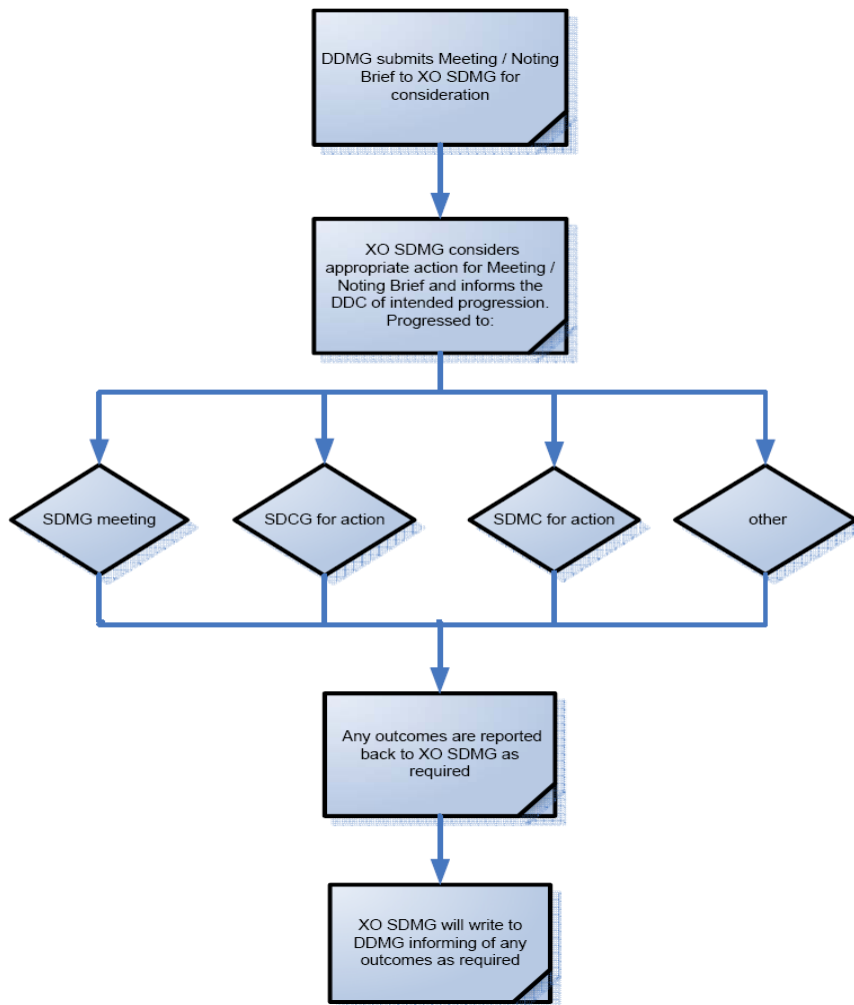 DDMG submits Meeting / Noting
Brief to XO SDMG for
consideration
XO SDMG considers
appropriate action for Meeting /
Noting Brief and informs the
DDC of intended progression.
Progressed to:
SDMG meeting
SDCG for action
SDMC for action
other
Any outcomes are reported
back to XO SDMG as
required
XO SDMG will write to
DDMG informing of any
outcomes as required